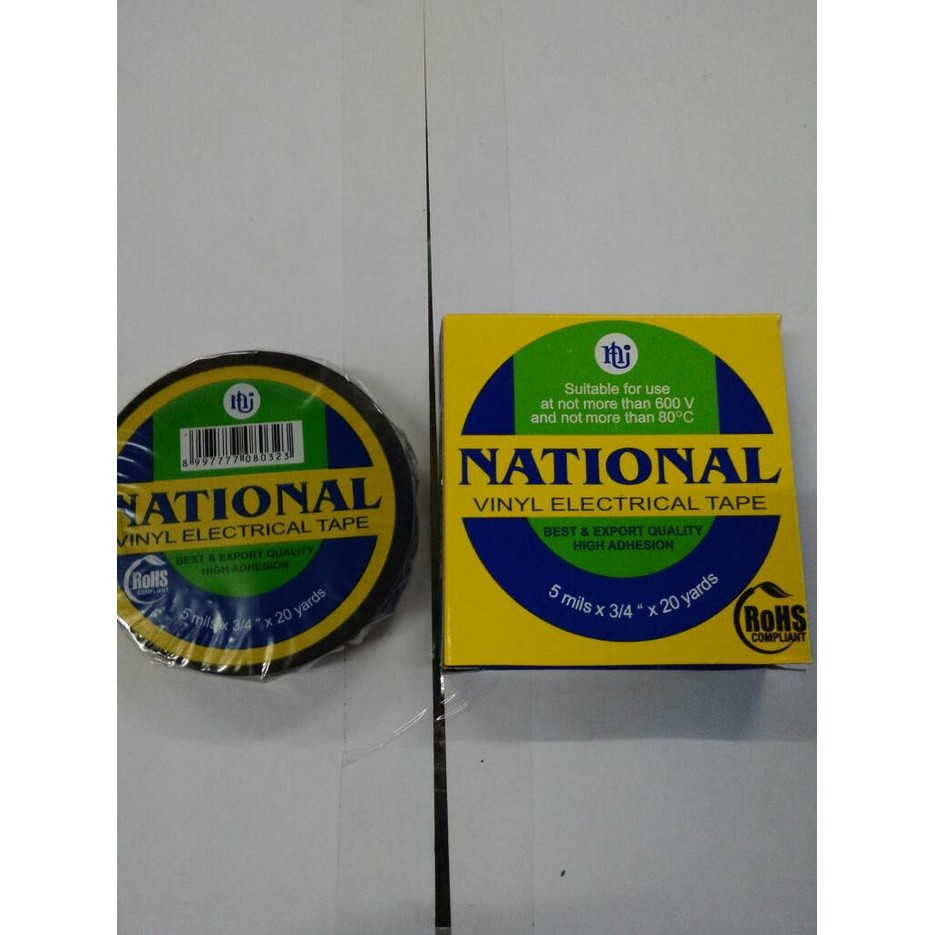 8 997777 080323
NATIONAL
VINYL ELECTRICAL TAPE
BEST & EXPORT QUALITY
HIGH ADHESION
RoHS
COMPLIANT
5 mils x 3/4 " x 20 yards
Suitable for use
at not more than 600 V
and not more than 80°C
NATIONAL
VINYL ELECTRICAL TAPE
BEST & EXPORT QUALITY
HIGH ADHESION
5 mils x 3/4 " x 20 yards
RoHS
COMPLIANT